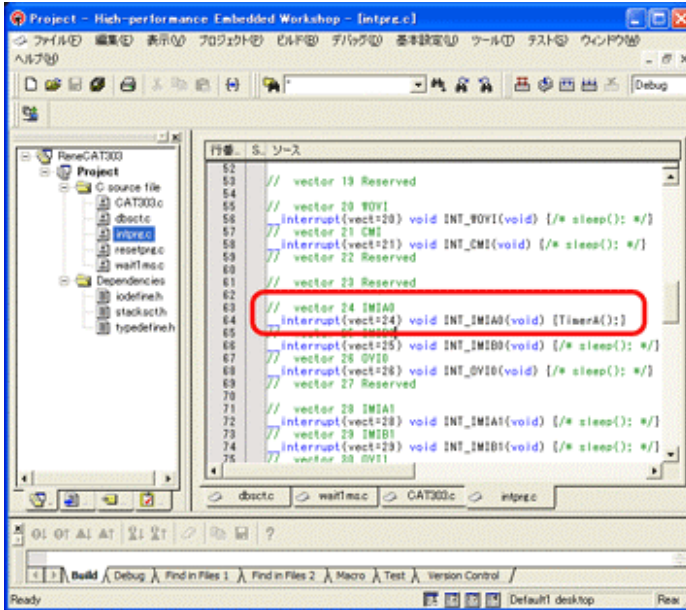 Project - High-performance Embedded Workshop - [intprg.c]
ファイル(F) 編集(E) 表示(V) プロジェクト(P) ビルド(B) デバッグ(D) 基本設定(U) ツール(T) テスト(S) ウィンドウ(W)
ヘルプ(H)
Debug
ReneCAT303
Project
C source file
CAT303.c
dbsct.c
intprg.c
resetprg.c
wait1ms.c
Dependencies
iodefine.h
stacksct.h
typedefine.h
行番.. S.. ソース
52
53 // vector 19 Reserved
54
55 // vector 20 WOVI
56 __interrupt(vect=20) void INT_WOVI(void) {/* sleep(); */}
57 // vector 21 CMI
58 __interrupt(vect=21) void INT_CMI(void) {/* sleep(); */}
59 // vector 22 Reserved
60
61 // vector 23 Reserved
62
63 // vector 24 IMIA0
64 __interrupt(vect=24) void INT_IMIA0(void) {TimerA();}
65 // vector 25 IMIB0
66 __interrupt(vect=25) void INT_IMIB0(void) {/* sleep(); */}
67 // vector 26 OVI0
68 __interrupt(vect=26) void INT_OVI0(void) {/* sleep(); */}
69 // vector 27 Reserved
70
71 // vector 28 IMIA1
72 __interrupt(vect=28) void INT_IMIA1(void) {/* sleep(); */}
73 // vector 29 IMIB1
74 __interrupt(vect=29) void INT_IMIB1(void) {/* sleep(); */}
75 // vector 30 OVI1
dbsct.c wait1ms.c CAT303.c intprg.c
Build Debug Find in Files 1 Find in Files 2 Macro Test Version Control
Ready Default1 desktop Read